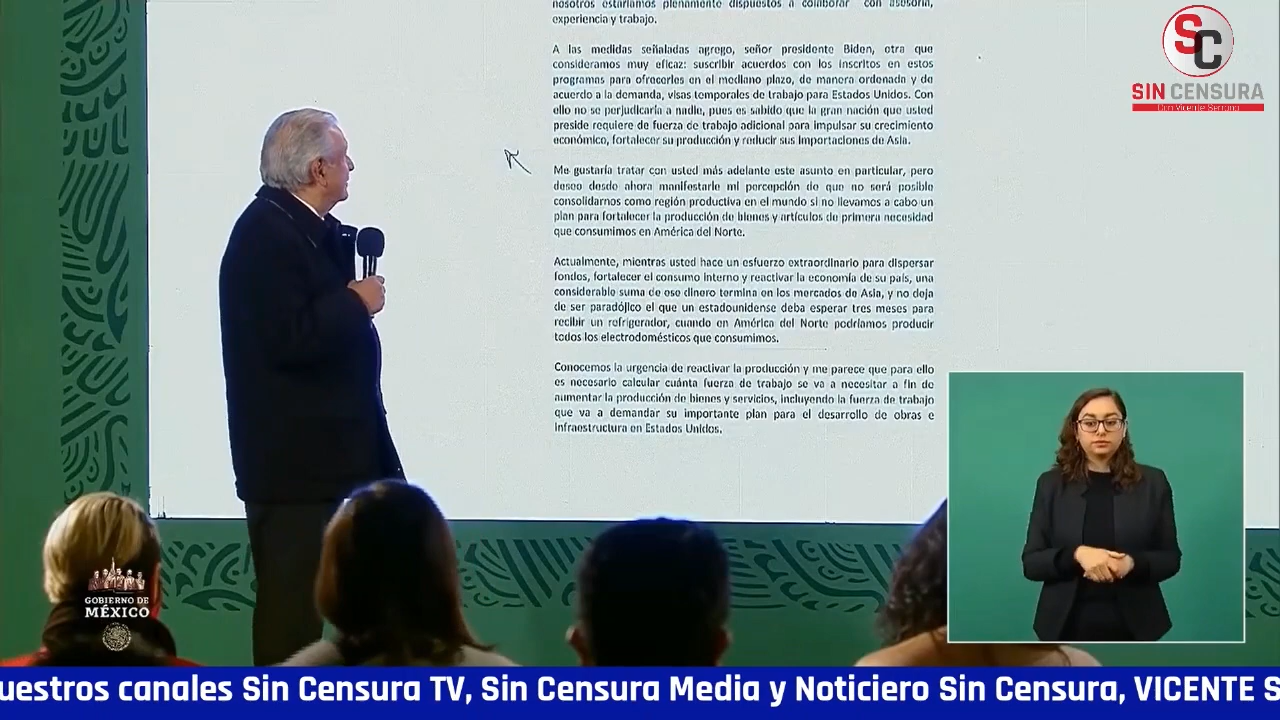 nosotros estaríamos plenamente dispuestos a colaborar con asesoría,
experiencia y trabajo.
A las medidas señaladas agrego, señor presidente Biden, otra que
consideramos muy eficaz: suscribir acuerdos con los inscritos en estos
programas para ofrecerles en el mediano plazo, de manera ordenada y de
acuerdo a la demanda, visas temporales de trabajo para Estados Unidos. Con
ello no se perjudicaría a nadie, pues es sabido que la gran nación que usted
preside requiere de fuerza de trabajo adicional para impulsar su crecimiento
económico, fortalecer su producción y reducir sus importaciones de Asia.
Me gustaría tratar con usted más adelante este asunto en particular, pero
deseo desde ahora manifestarle mi percepción de que no será posible
consolidarnos como región productiva en el mundo si no llevamos a cabo un
plan para fortalecer la producción de bienes y artículos de primera necesidad
que consumimos en América del Norte.
Actualmente, mientras usted hace un esfuerzo extraordinario para dispersar
fondos, fortalecer el consumo interno y reactivar la economía de su país, una
considerable suma de ese dinero termina en los mercados de Asia, y no deja
de ser paradójico el que un estadounidense deba esperar tres meses para
recibir un refrigerador, cuando en América del Norte podríamos producir
todos los electrodomésticos que consumimos.
Conocemos la urgencia de reactivar la producción y me parece que para ello
es necesario calcular cuánta fuerza de trabajo se va a necesitar a fin de
aumentar la producción de bienes y servicios, incluyendo la fuerza de trabajo
que va a demandar su importante plan para el desarrollo de obras e
infraestructura en Estados Unidos.
SC
SIN CENSURA
Con Vicente Serrano
GOBIERNO DE
MÉXICO
uestros canales Sin Censura TV, Sin Censura Media y Noticiero Sin Censura, VICENTE S